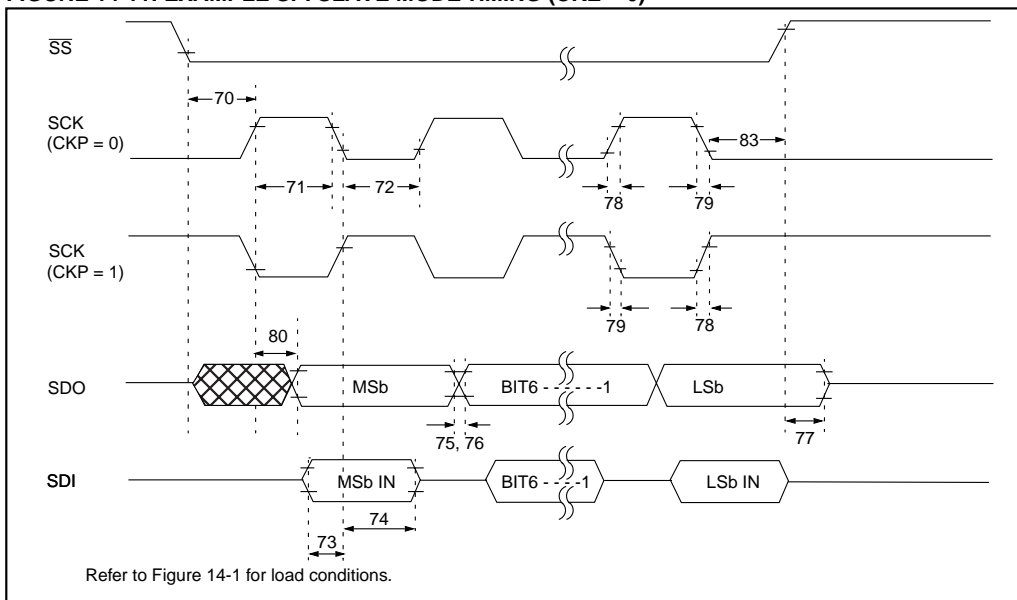 SS
70
SCK
(CKP = 0)
83
71
72
78
79
SCK
(CKP = 1)
79
78
80
SDO
MSb
BIT6 - - - - - -1
LSb
75, 76
77
SDI
MSb IN
BIT6 - - - -1
LSb IN
74
73
Refer to Figure 14-1 for load conditions.